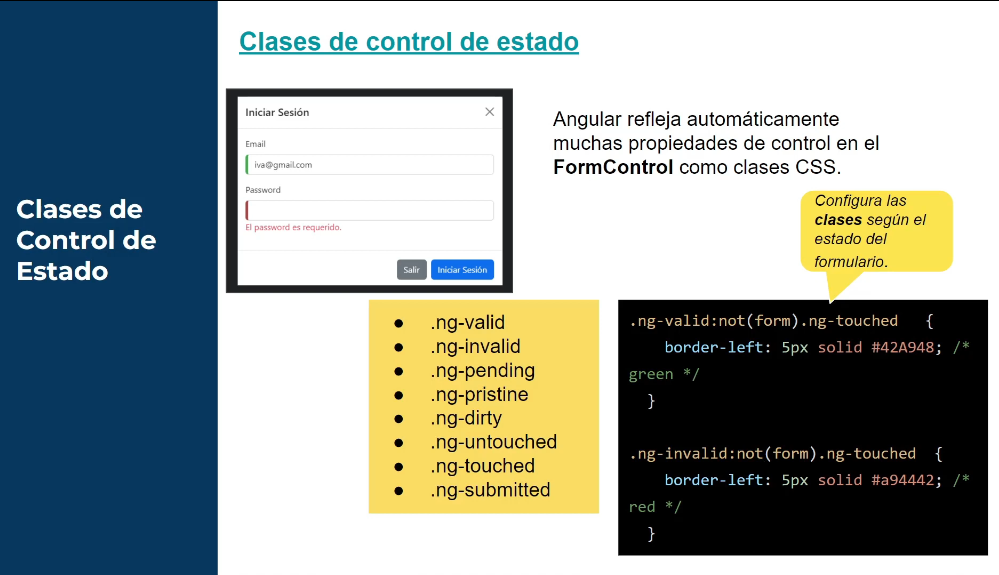 Clases de
Control de
Estado
Clases de control de estado
Iniciar Sesión
Email
iva@gmail.com
Password
El password es requerido.
Salir
Iniciar Sesión
Angular refleja automáticamente
muchas propiedades de control en el
FormControl como clases CSS.
Configura las
clases según el
estado del
formulario.
● .ng-valid
● .ng-invalid
● .ng-pending
● .ng-pristine
● .ng-dirty
● .ng-untouched
● .ng-touched
● .ng-submitted
.ng-valid:not(form).ng-touched {
border-left: 5px solid #42A948; /*
green */
}
.ng-invalid:not(form).ng-touched {
border-left: 5px solid #a94442; /*
red */
}